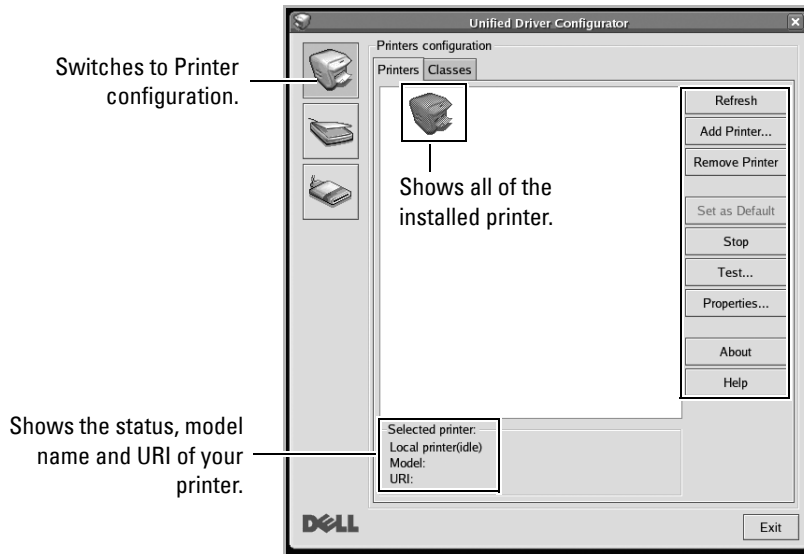 Unified Driver Configurator
Switches to Printer
configuration.
Printers configuration
Printers Classes
Shows all of the
installed printer.
Refresh
Add Printer...
Remove Printer
Set as Default
Stop
Test...
Properties...
About
Help
Shows the status, model
name and URI of your
printer.
Selected printer:
Local printer(idle)
Model:
URI:
DELL
Exit